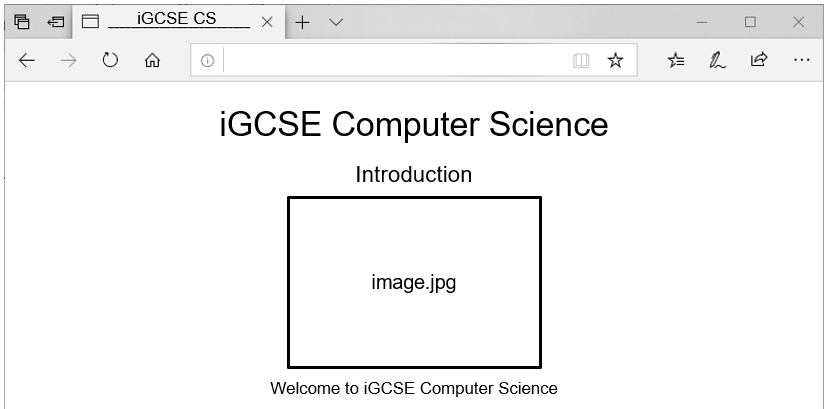 iGCSE CS
iGCSE Computer Science
Introduction
image.jpg
Welcome to iGCSE Computer Science